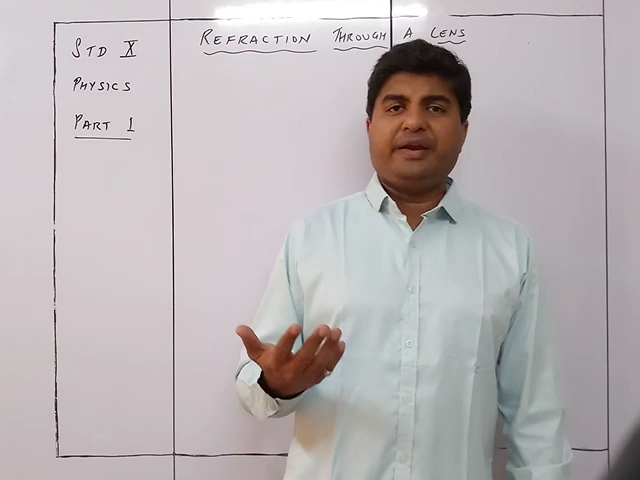 STD X
PHYSICS
PART 1
REFRACTION THROUGH A LENS